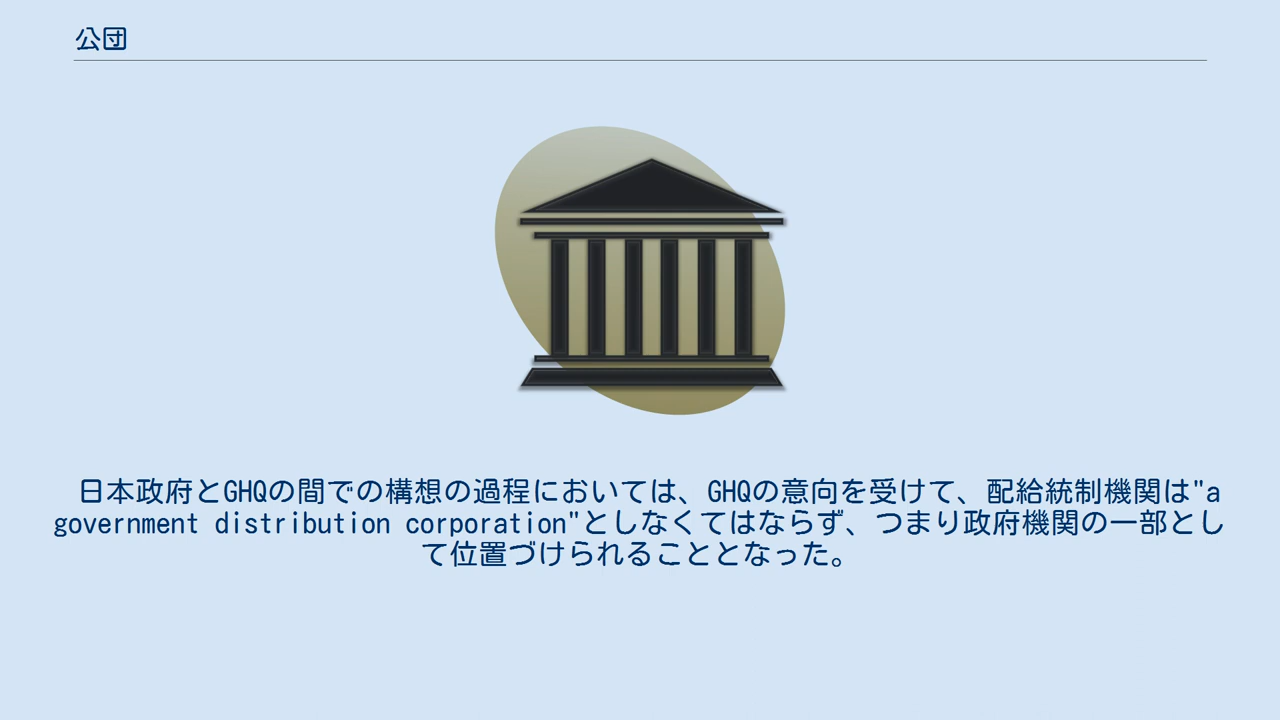 公団
日本政府とGHQの間での構想の過程においては、GHQの意向を受けて、配給統制機関は"a
government distribution corporation"としなくてはならず、つまり政府機関の一部とし
て位置づけられることとなった。